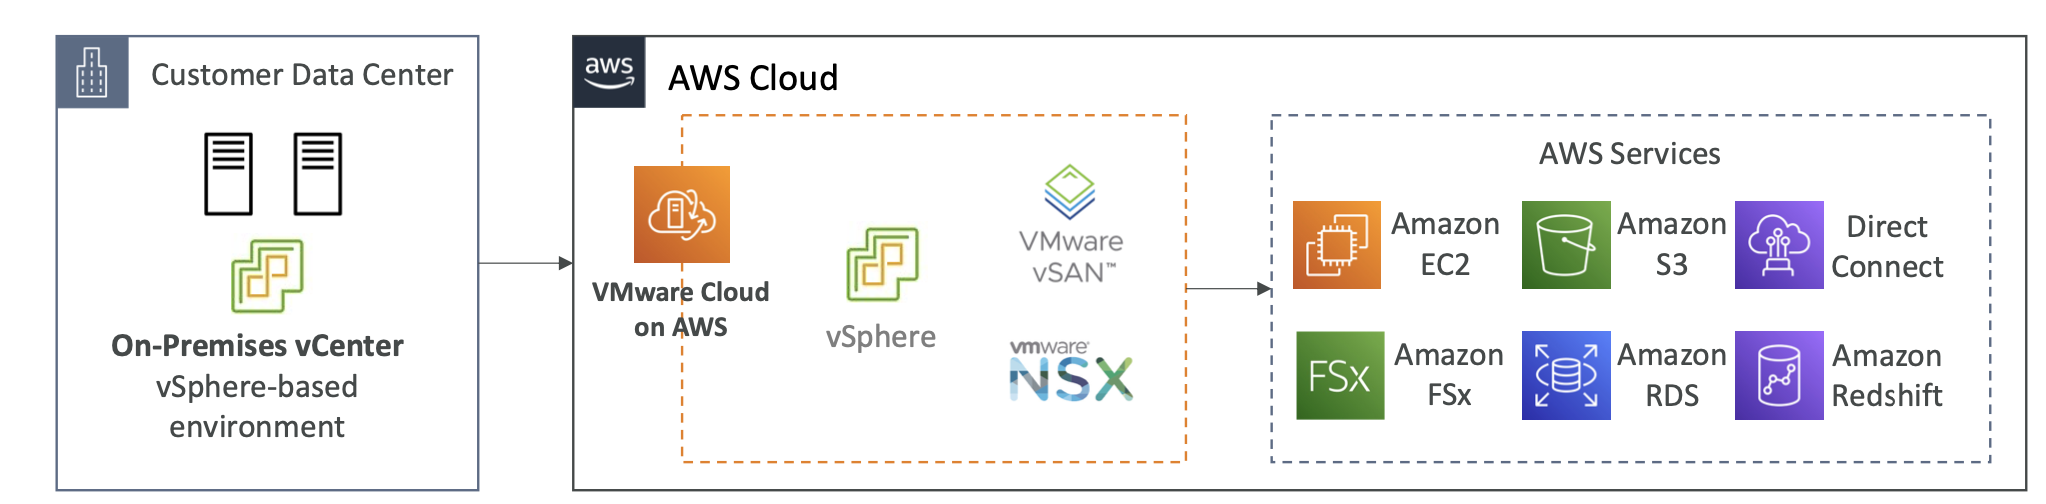 Customer Data Center
On-Premises vCenter
vSphere-based
environment
aws
AWS Cloud
VMware Cloud
on AWS
vSphere
VMware
vSAN™
vmware®
NSX
AWS Services
Amazon
EC2
Amazon
S3
Direct
Connect
FSx
Amazon
FSx
Amazon
RDS
Amazon
Redshift